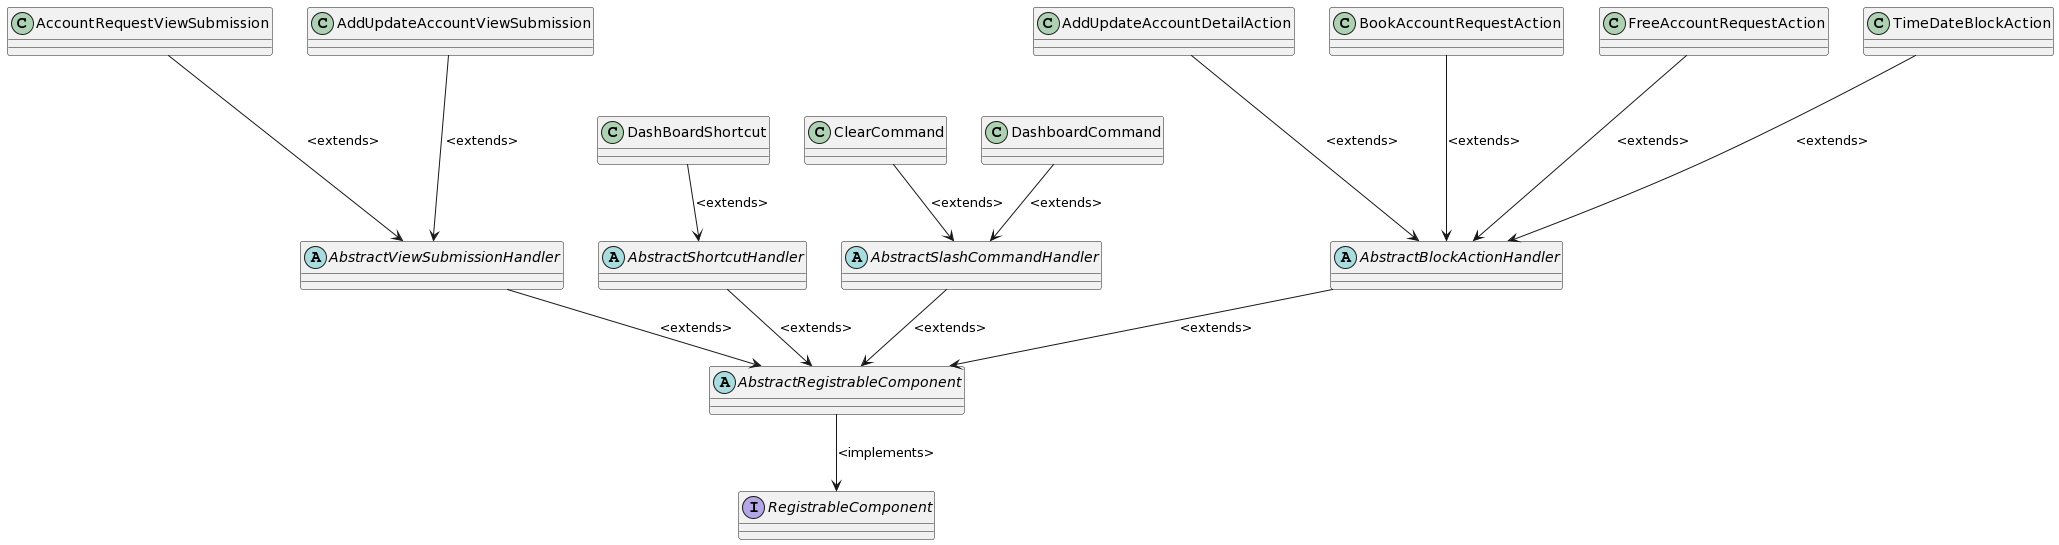 C AccountRequestViewSubmission
C AddUpdateAccountViewSubmission
C AddUpdateAccountDetailAction
C BookAccountRequestAction
C FreeAccountRequestAction
C TimeDateBlockAction
C DashBoardShortcut
C ClearCommand
C DashboardCommand
<extends>
<extends>
<extends>
<extends>
<extends>
<extends>
<extends>
<extends>
<extends>
A AbstractViewSubmissionHandler
A AbstractShortcutHandler
A AbstractSlashCommandHandler
A AbstractBlockActionHandler
<extends>
<extends>
<extends>
<extends>
A AbstractRegistrableComponent
<implements>
I RegistrableComponent